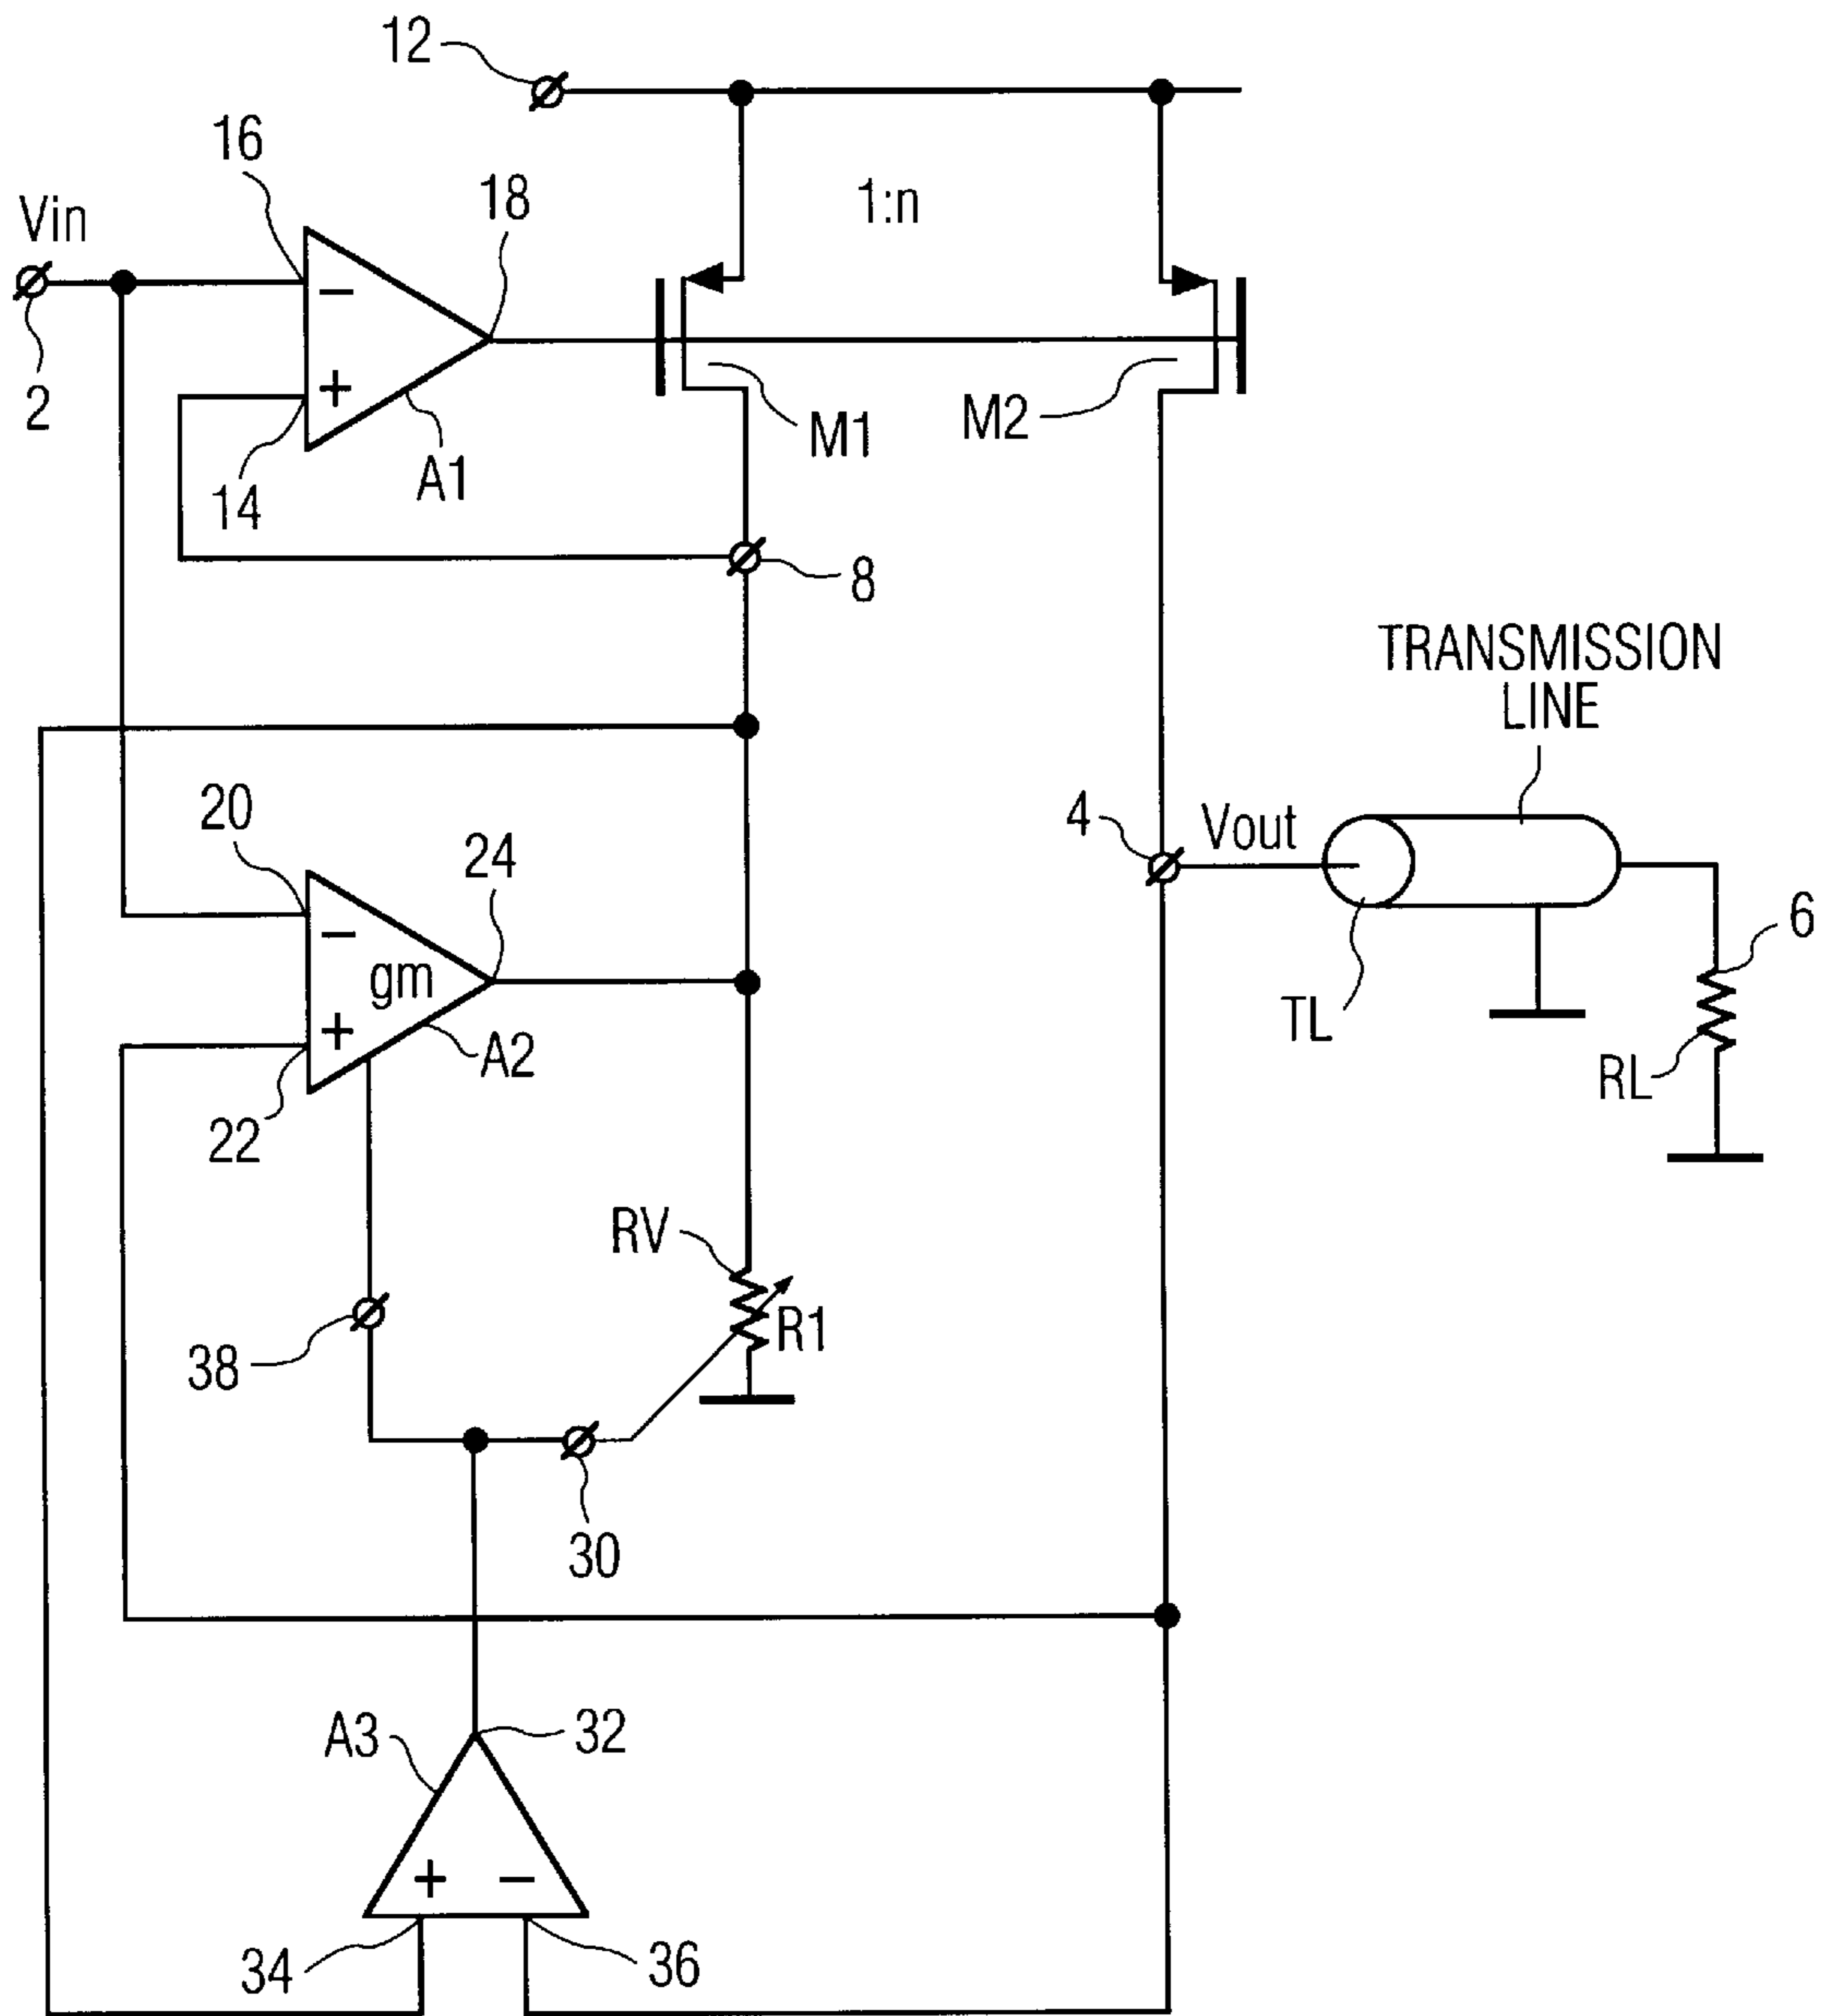 12
16
18
1:n
Vin
−
+
2
14
A1
M1
M2
8
TRANSMISSION
LINE
20
24
4
Vout
−
gm
+
6
A2
TL
RL
22
RV
R1
38
30
A3
32
+ −
34
36